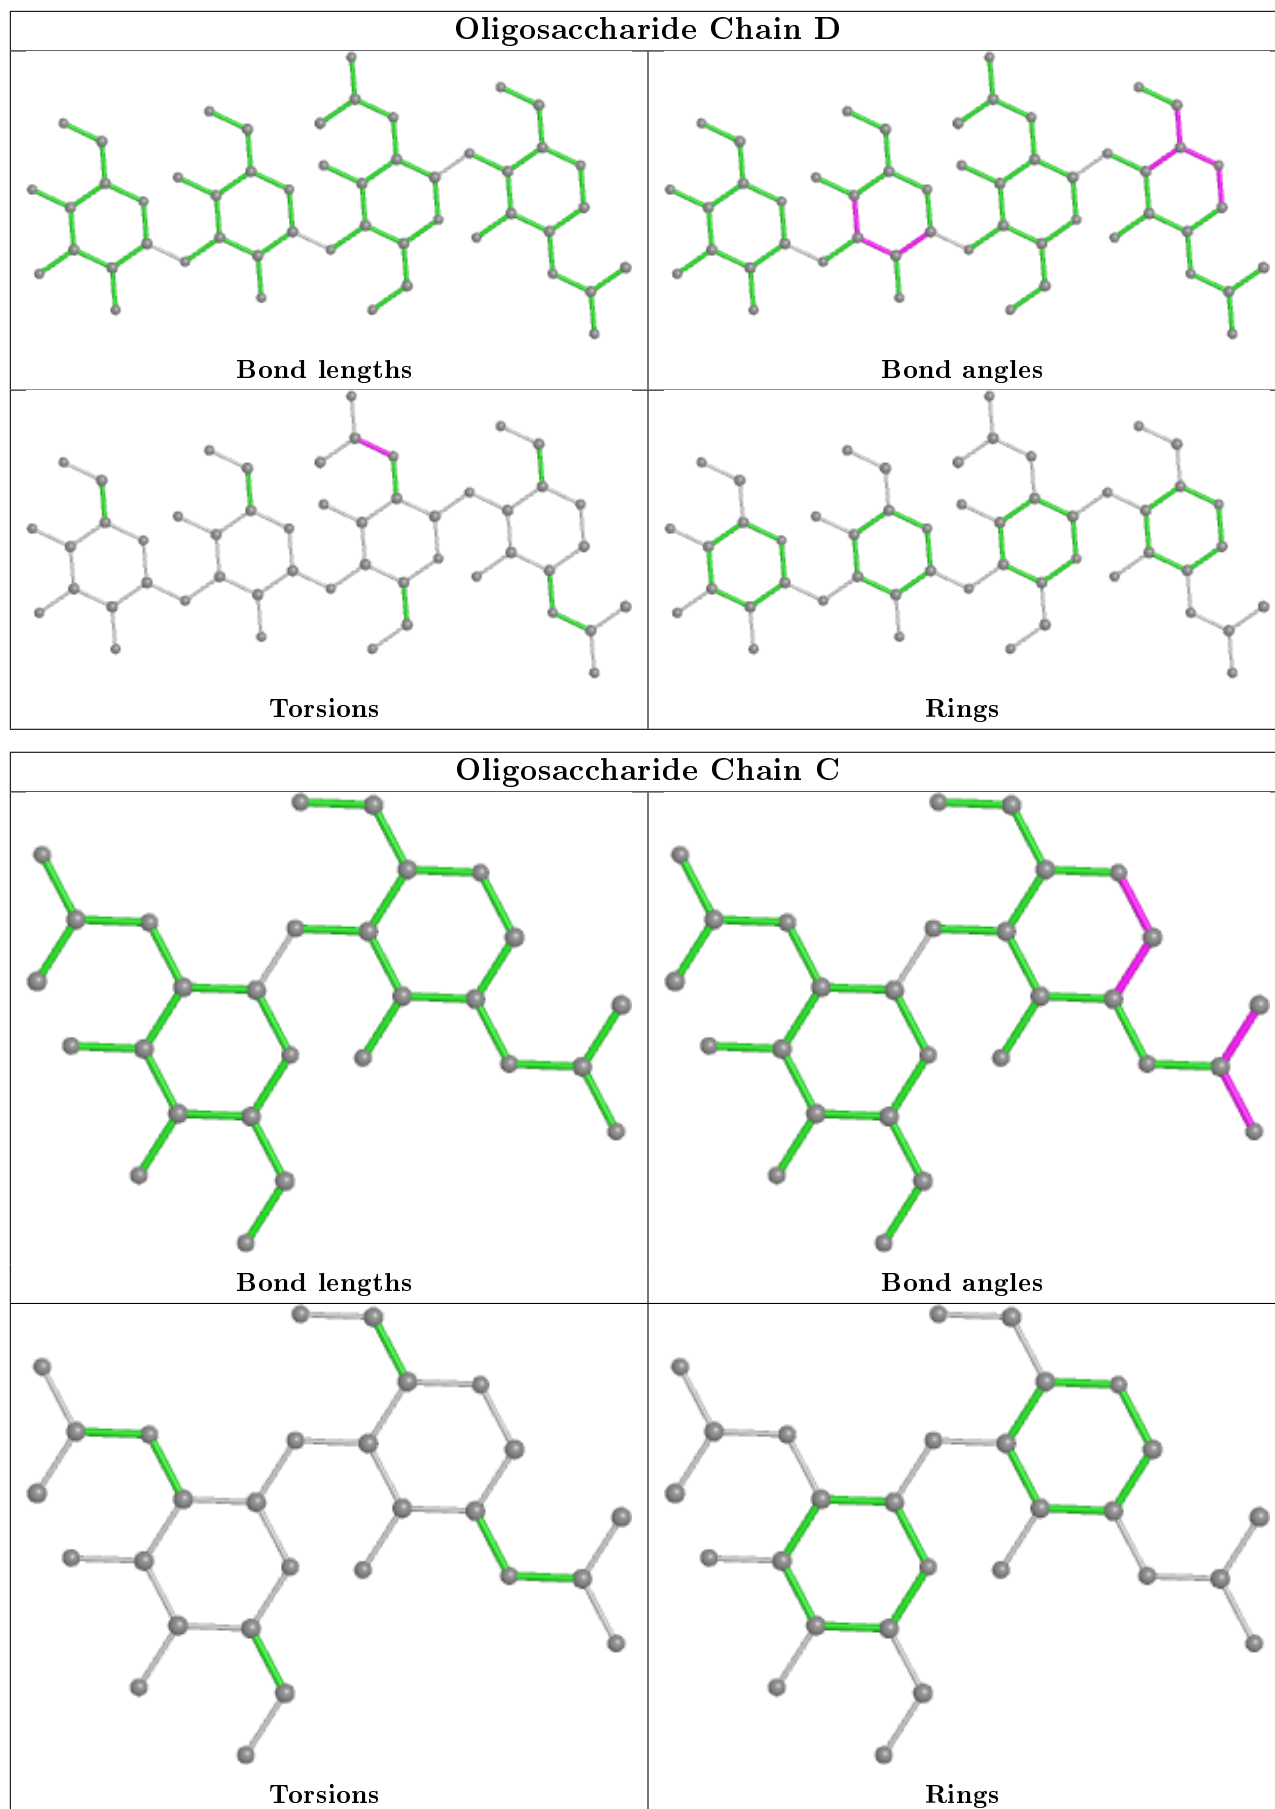 Oligosaccharide Chain D
Bond lengths
Bond angles
Torsions
Rings
Oligosaccharide Chain C
Bond lengths
Bond angles
Torsions
Rings